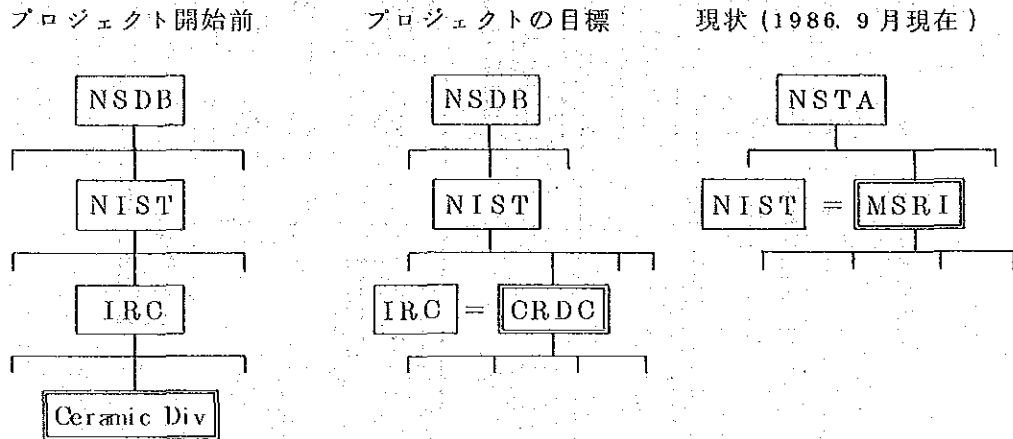 プロジェクト開始前
プロジェクトの目標
現状 (1986. 9月現在)
NSDB
NSDB
NSTA
NIST
NIST
NIST = MSRI
IRC
IRC = CRDC
Ceramic Div